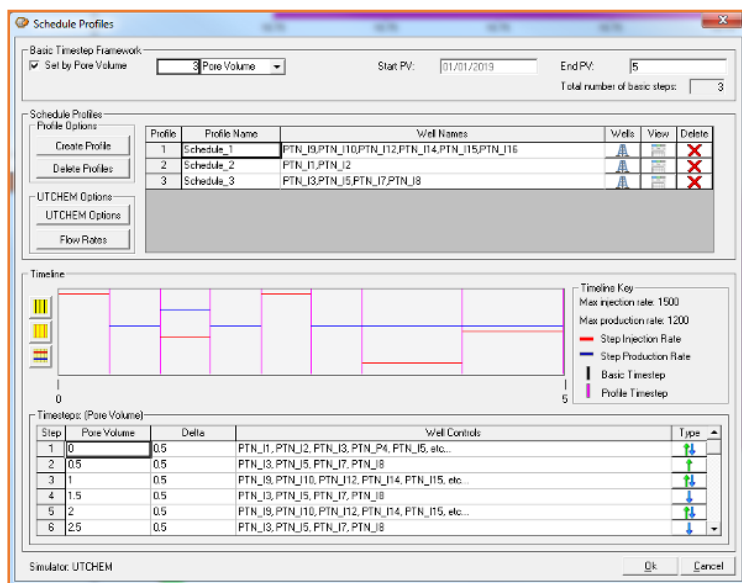 Schedule Profiles
Basic Timestep Framework
Set by Pore Volume 3 Pore Volume Start PV: 01/01/2019 End PV: 5
Total number of basic steps: 3
Schedule Profiles
Profile Options
Create Profile
Delete Profiles
UTCHEM Options
UTCHEM Options
Flow Rates
Profile Profile Name Well Names Wells View Delete
1 Schedule_1 PTN_I9,PTN_I10,PTN_I12,PTN_I14,PTN_I15,PTN_I16
2 Schedule_2 PTN_I1,PTN_I2
3 Schedule_3 PTN_I3,PTN_I5,PTN_I7,PTN_I8
Timeline
0 5
Timeline Key
Max injection rate: 1500
Max production rate: 1200
Step Injection Rate
Step Production Rate
Basic Timestep
Profile Timestep
Timesteps: (Pore Volume)
Step Pore Volume Delta Well Controls Type
1 0 0.5 PTN_I1, PTN_I2, PTN_I3, PTN_P4, PTN_I5, etc...
2 0.5 0.5 PTN_I3, PTN_I5, PTN_I7, PTN_I8
3 1 0.5 PTN_I9, PTN_I10, PTN_I12, PTN_I14, PTN_I15, etc...
4 1.5 0.5 PTN_I3, PTN_I5, PTN_I7, PTN_I8
5 2 0.5 PTN_I9, PTN_I10, PTN_I12, PTN_I14, PTN_I15, etc...
6 2.5 0.5 PTN_I3, PTN_I5, PTN_I7, PTN_I8
Simulator: UTCHEM Ok Cancel